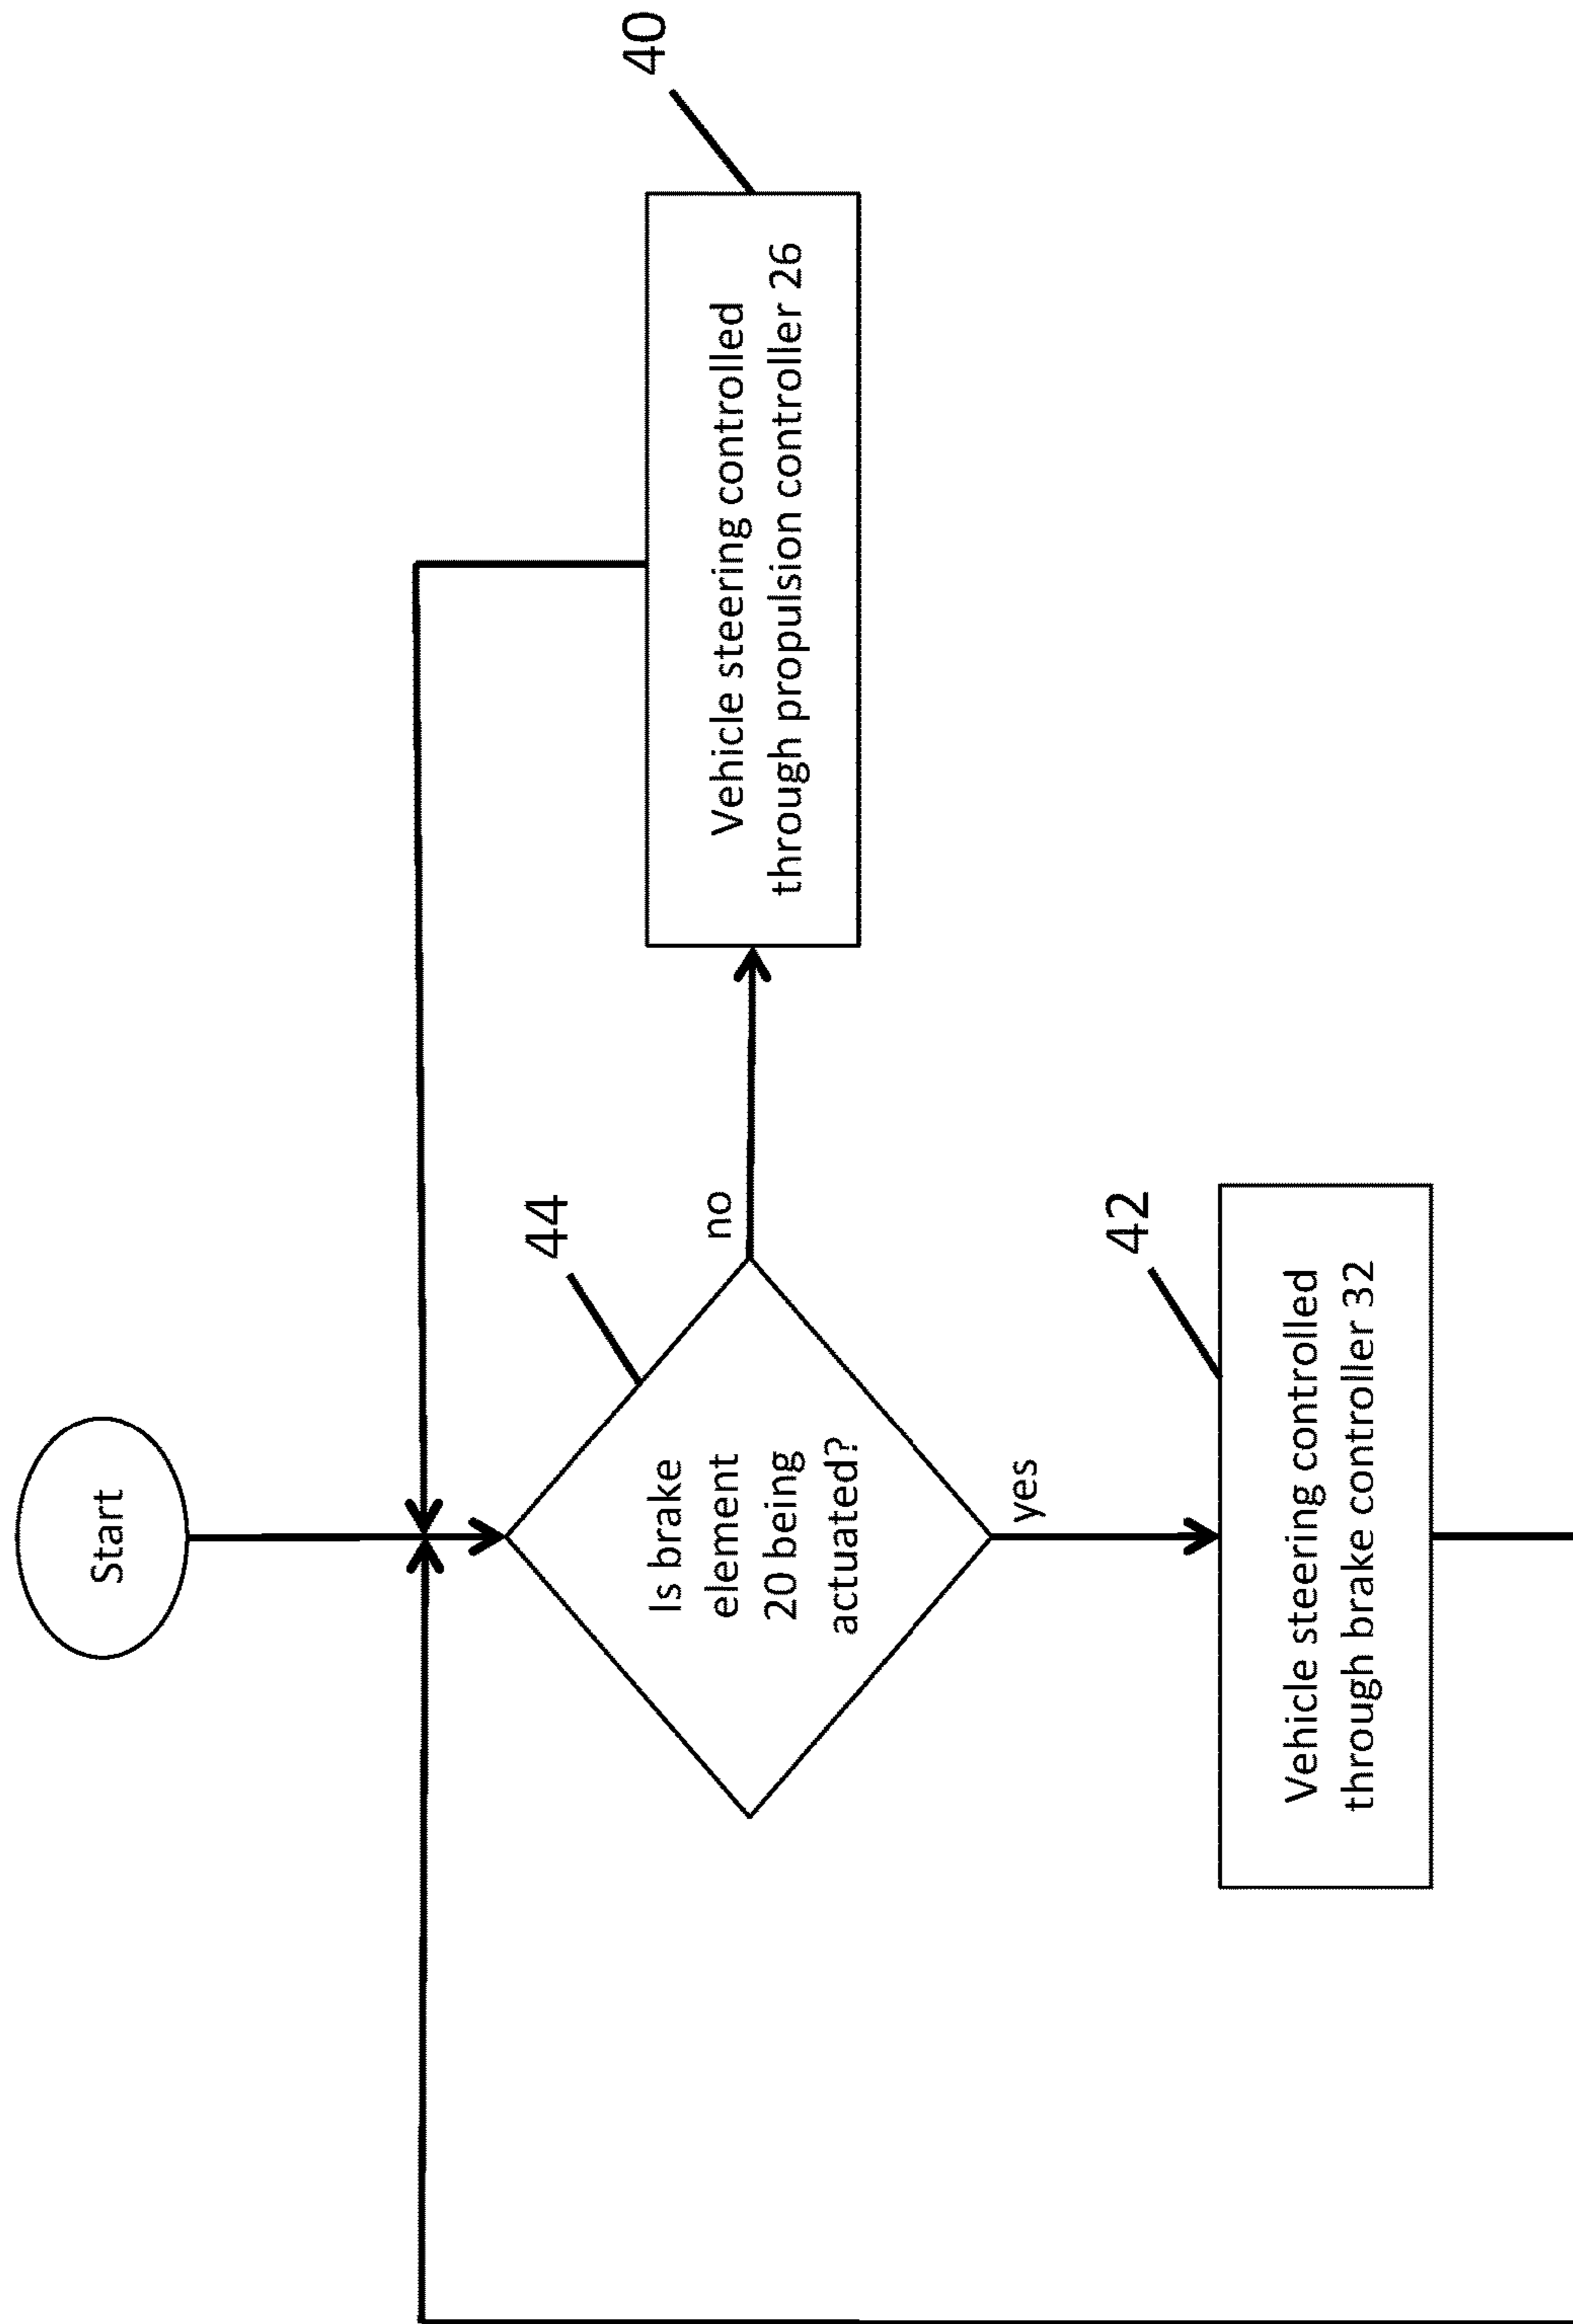 Start
44
Is brake
element
20 being
actuated?
no
40
Vehicle steering controlled
through propulsion controller 26
yes
42
Vehicle steering controlled
through brake controller 32